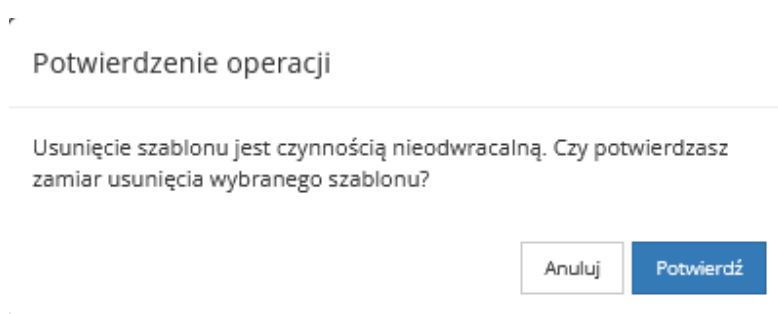 Potwierdzenie operacji
Usunięcie szablonu jest czynnością nieodwracalną. Czy potwierdzasz
zamiar usunięcia wybranego szablonu?
Anuluj
Potwierdź